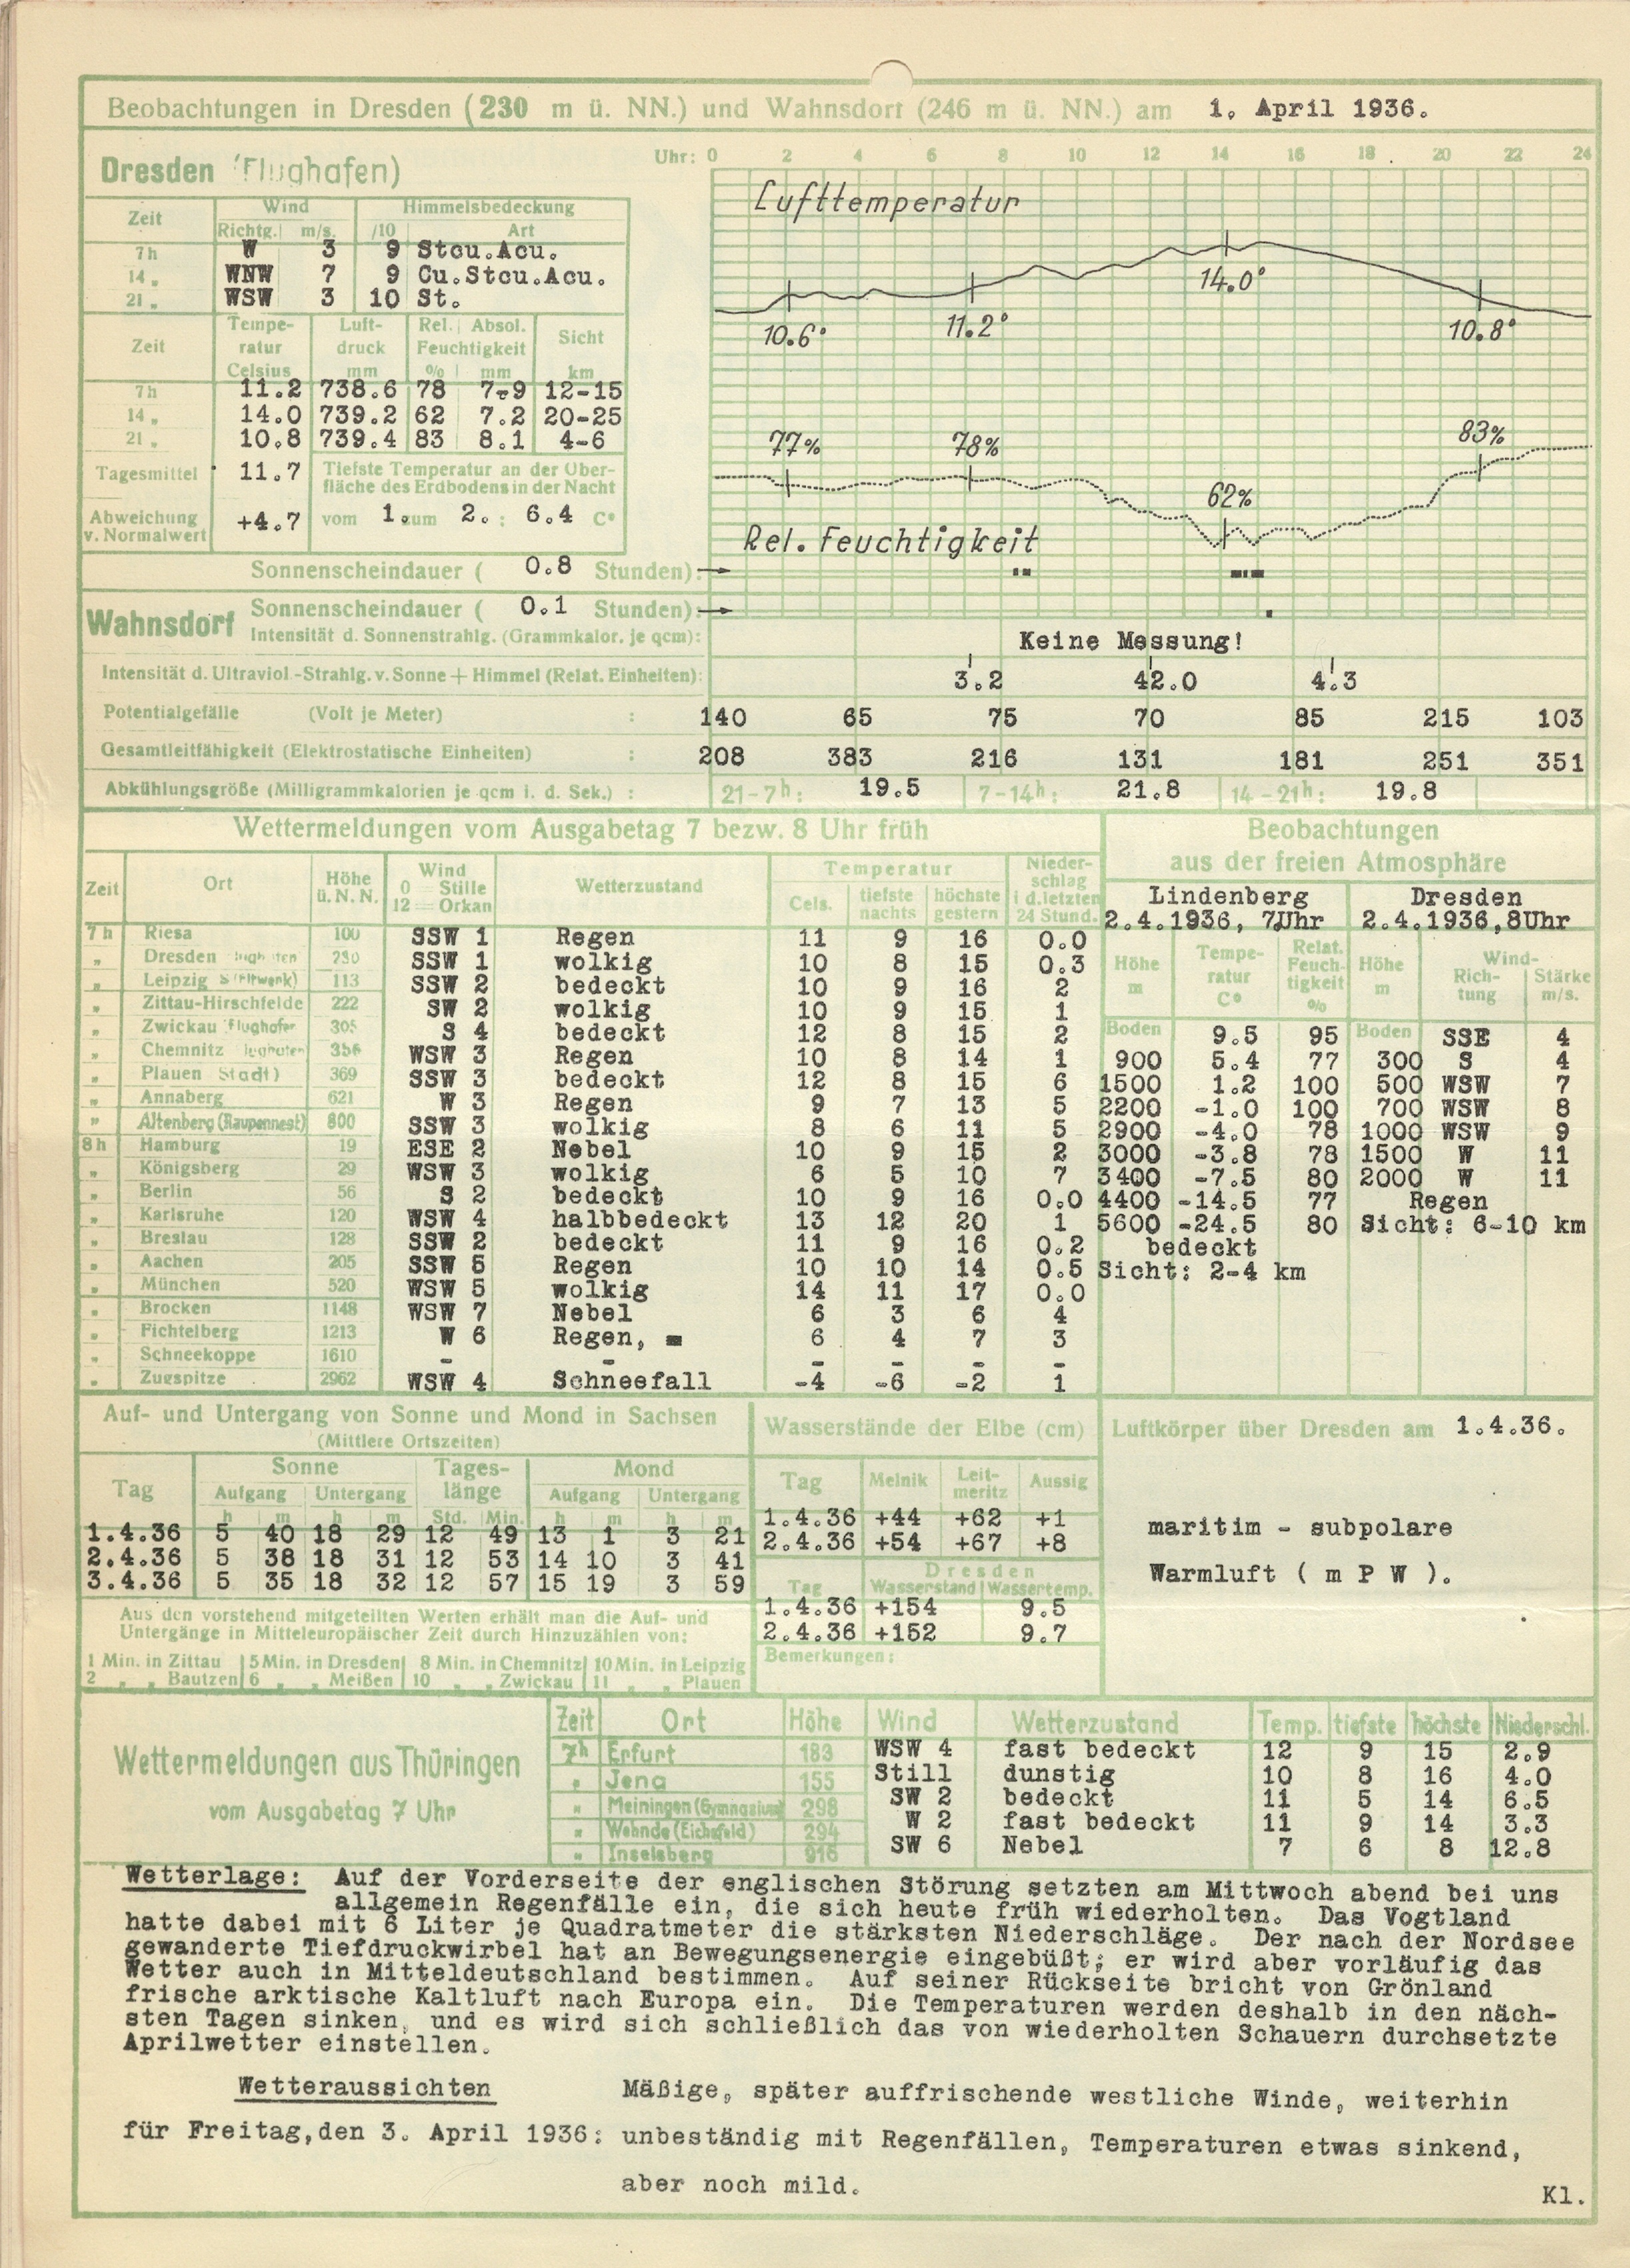 Beobachtungen in Dresden (230 m ü. NN.) und Wahnsdorf (246 m ü. NN.) am 1. April 1936.
Dresden (Flughafen)
Uhr: 0 2 4 6 8 10 12 14 16 18 20 22 24
Zeit Wind Himmelsbedeckung
Richtg. m/s. /10 Art
7h W 3 9 Stcu.Acu.
14 „ WNW 7 9 Cu.Stcu.Acu.
21 „ WSW 3 10 St.
Zeit Tempe- ratur Celsius Luft- druck mm Rel. Absol. Feuchtigkeit % mm Sicht km
7h 11.2 738.6 78 7.9 12-15
14 „ 14.0 739.2 62 7.2 20-25
21 „ 10.8 739.4 83 8.1 4-6
Tagesmittel 11.7 Tiefste Temperatur an der Ober-
fläche des Erdbodens in der Nacht
Abweichung v. Normalwert +4.7 vom 1. zum 2. : 6.4 C°
Lufttemperatur
10.6° 11.2° 14.0° 10.8°
77% 78% 62% 83%
Rel. Feuchtigkeit
Sonnenscheindauer ( 0.8 Stunden):
Wahnsdorf Sonnenscheindauer ( 0.1 Stunden):
Intensität d. Sonnenstrahlg. (Grammkalor. je qcm): Keine Messung!
Intensität d. Ultraviol.-Strahlg. v. Sonne + Himmel (Relat. Einheiten): 3.2 42.0 4.3
Potentialgefälle (Volt je Meter) : 140 65 75 70 85 215 103
Gesamtleitfähigkeit (Elektrostatische Einheiten) : 208 383 216 131 181 251 351
Abkühlungsgröße (Milligrammkalorien je qcm i. d. Sek.) : 21-7h: 19.5 7-14h: 21.8 14-21h: 19.8
Wettermeldungen vom Ausgabetag 7 bezw. 8 Uhr früh
Zeit Ort Höhe ü. N. N. Wind 0 = Stille 12 = Orkan Wetterzustand Temperatur Cels. tiefste nachts höchste gestern Nieder- schlag i d. letzten 24 Stund.
7h Riesa 100 SSW 1 Regen 11 9 16 0.0
„ Dresden 230 SSW 1 wolkig 10 8 15 0.3
„ Leipzig 113 SSW 2 bedeckt 10 9 16 2
„ Zittau-Hirschfelde 222 SW 2 wolkig 10 9 15 1
„ Zwickau Flughafen 305 S 4 bedeckt 12 8 15 2
„ Chemnitz 356 WSW 3 Regen 10 8 14 1
„ Plauen (Stadt) 369 SSW 3 bedeckt 12 8 15 6
„ Annaberg 621 W 3 Regen 9 7 13 5
„ Altenberg (Raupennest) 800 SSW 3 wolkig 8 6 11 5
8h Hamburg 19 ESE 2 Nebel 10 9 15 2
„ Königsberg 29 WSW 3 wolkig 6 5 10 7
„ Berlin 56 S 2 bedeckt 10 9 16 0.0
„ Karlsruhe 120 WSW 4 halbbedeckt 13 12 20 1
„ Breslau 128 SSW 2 bedeckt 11 9 16 0.2
„ Aachen 205 SSW 5 Regen 10 10 14 0.5
„ München 520 WSW 5 wolkig 14 11 17 0.0
„ Brocken 1148 WSW 7 Nebel 6 3 6 4
„ Fichtelberg 1213 W 6 Regen, 6 4 7 3
„ Schneekoppe 1610 - - - - - -
„ Zugspitze 2962 WSW 4 Schneefall -4 -6 -2 1
Beobachtungen
aus der freien Atmosphäre
Lindenberg Dresden
2.4.1936, 7Uhr 2.4.1936,8Uhr
Höhe m Tempe- ratur C° Relat. Feuch- tigkeit % Höhe m Wind- Rich- tung Stärke m/s.
Boden 9.5 95 Boden SSE 4
900 5.4 77 300 S 4
1500 1.2 100 500 WSW 7
2200 -1.0 100 700 WSW 8
2900 -4.0 78 1000 WSW 9
3000 -3.8 78 1500 W 11
3400 -7.5 80 2000 W 11
4400 -14.5 77 Regen
5600 -24.5 80 Sicht: 6-10 km
bedeckt
Sicht: 2-4 km
Auf- und Untergang von Sonne und Mond in Sachsen
(Mittlere Ortszeiten)
Tag Sonne Tages- länge Mond
Aufgang Untergang Aufgang Untergang
h m h m Std. Min. h m h m
1.4.36 5 40 18 29 12 49 13 1 3 21
2.4.36 5 38 18 31 12 53 14 10 3 41
3.4.36 5 35 18 32 12 57 15 19 3 59
Aus den vorstehend mitgeteilten Werten erhält man die Auf- und
Untergänge in Mitteleuropäischer Zeit durch Hinzuzählen von:
1 Min. in Zittau 5 Min. in Dresden 8 Min. in Chemnitz 10 Min. in Leipzig
2 „ „ Bautzen 6 „ „ Meißen 10 „ „ Zwickau 11 „ „ Plauen
Wasserstände der Elbe (cm)
Tag Melnik Leit- meritz Aussig
1.4.36 +44 +62 +1
2.4.36 +54 +67 +8
Dresden
Tag Wasserstand Wassertemp.
1.4.36 +154 9.5
2.4.36 +152 9.7
Bemerkungen:
Luftkörper über Dresden am 1.4.36.
maritim - subpolare
Warmluft ( m P W ).
Wettermeldungen aus Thüringen
vom Ausgabetag 7 Uhr
Zeit Ort Höhe Wind Wetterzustand Temp. tiefste höchste Niederschl.
7h Erfurt 183 WSW 4 fast bedeckt 12 9 15 2.9
„ Jena 155 Still dunstig 10 8 16 4.0
„ Meiningen (Gymnasium) 298 SW 2 bedeckt 11 5 14 6.5
„ Wehnde (Eichsfeld) 294 W 2 fast bedeckt 11 9 14 3.3
„ Inselsberg 916 SW 6 Nebel 7 6 8 12.8
Wetterlage: Auf der Vorderseite der englischen Störung setzten am Mittwoch abend bei uns
allgemein Regenfälle ein, die sich heute früh wiederholten. Das Vogtland
hatte dabei mit 6 Liter je Quadratmeter die stärksten Niederschläge. Der nach der Nordsee
gewanderte Tiefdruckwirbel hat an Bewegungsenergie eingebüßt; er wird aber vorläufig das
Wetter auch in Mitteldeutschland bestimmen. Auf seiner Rückseite bricht von Grönland
frische arktische Kaltluft nach Europa ein. Die Temperaturen werden deshalb in den näch-
sten Tagen sinken, und es wird sich schließlich das von wiederholten Schauern durchsetzte
Aprilwetter einstellen.
Wetteraussichten Mäßige, später auffrischende westliche Winde, weiterhin
für Freitag,den 3. April 1936: unbeständig mit Regenfällen, Temperaturen etwas sinkend,
aber noch mild.
Kl.